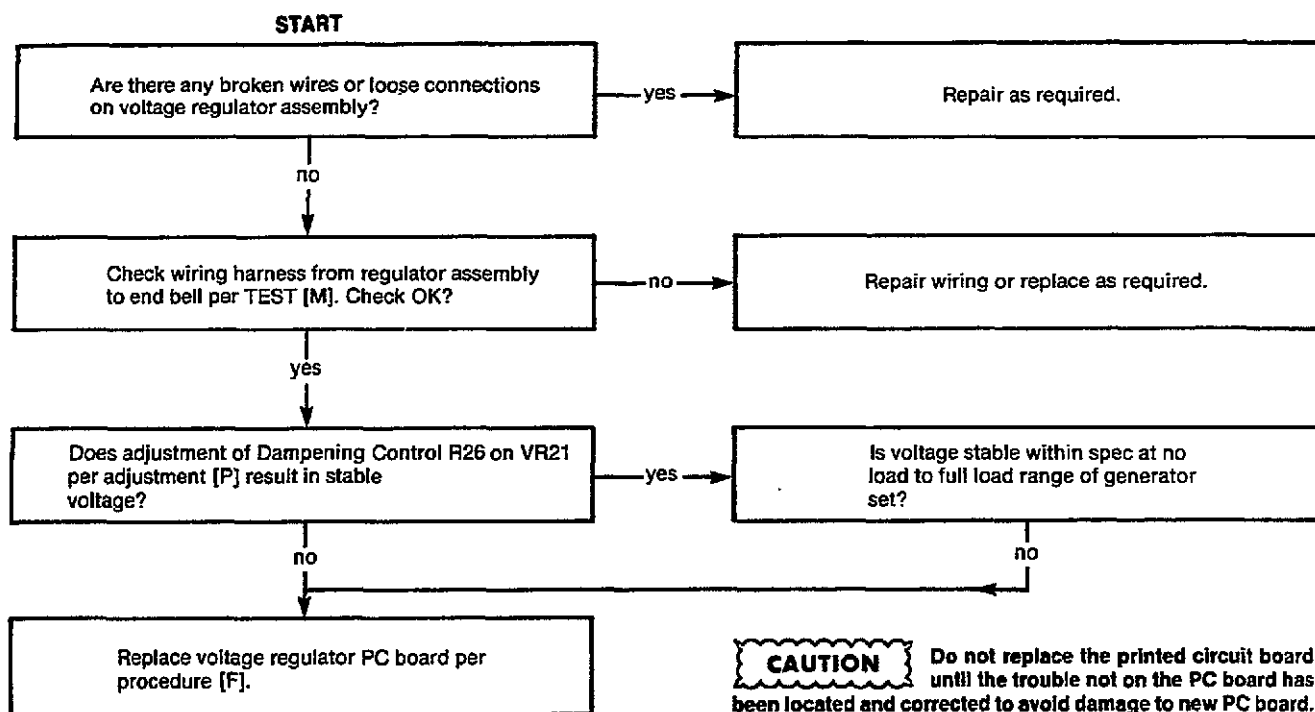 START
Are there any broken wires or loose connections
on voltage regulator assembly?
yes
Repair as required.
no
Check wiring harness from regulator assembly
to end bell per TEST [M]. Check OK?
no
Repair wiring or replace as required.
yes
Does adjustment of Dampening Control R26 on VR21
per adjustment [P] result in stable
voltage?
yes
Is voltage stable within spec at no
load to full load range of generator
set?
no
no
Replace voltage regulator PC board per
procedure [F].
CAUTION Do not replace the printed circuit board
until the trouble not on the PC board has
been located and corrected to avoid damage to new PC board.